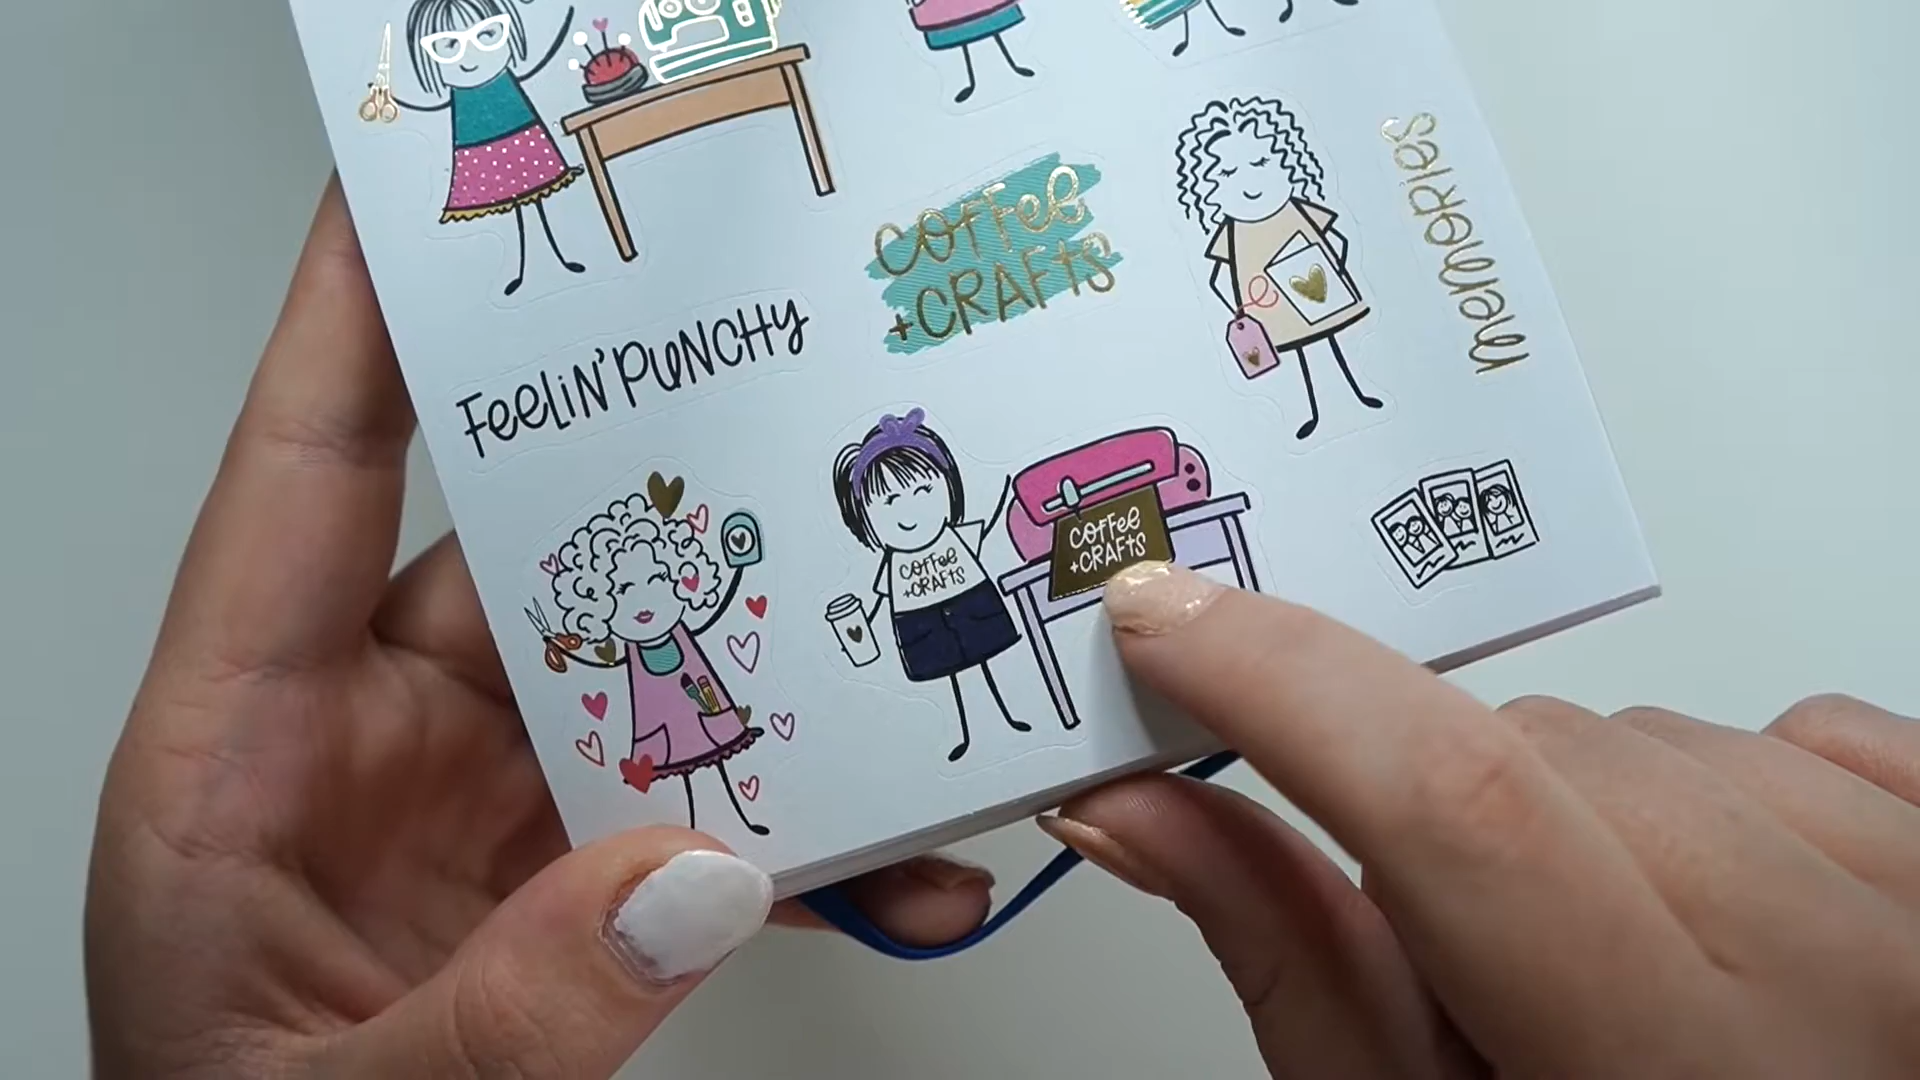 COFFEE
+CRAFTS
MEMORIES
FEELIN' PUNCHY
COFFEE
+CRAFTS
COFFEE
+CRAFTS